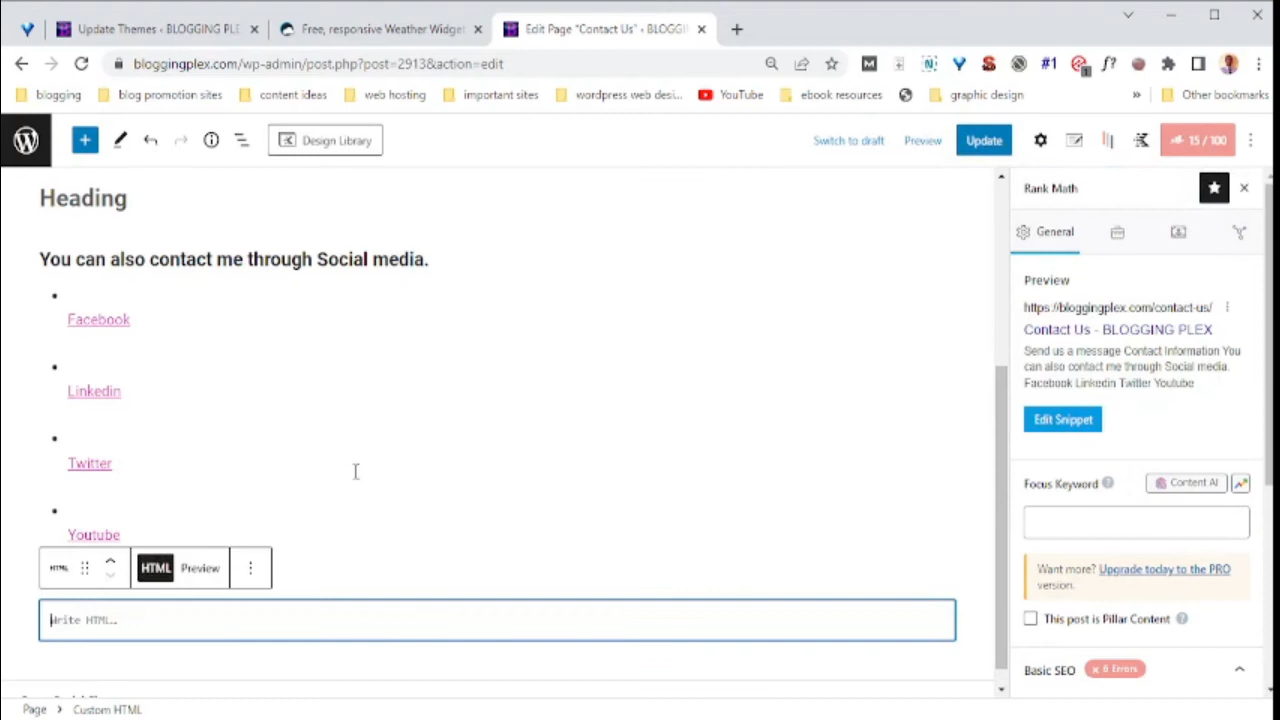 Update Themes ‹ BLOGGING PLE
Free, responsive Weather Widget
Edit Page "Contact Us" ‹ BLOGGI
bloggingplex.com/wp-admin/post.php?post=2913&action=edit
#1
f?
blogging
blog promotion sites
content ideas
web hosting
important sites
wordpress web desi...
YouTube
ebook resources
graphic design
»
Other bookmarks
Design Library
Switch to draft
Preview
Update
15 / 100
Heading
You can also contact me through Social media.
Facebook
Linkedin
Twitter
Youtube
HTML
HTML
Preview
Write HTML…
Page
Custom HTML
Rank Math
General
Preview
https://bloggingplex.com/contact-us/
Contact Us - BLOGGING PLEX
Send us a message Contact Information You
can also contact me through Social media.
Facebook Linkedin Twitter Youtube
Edit Snippet
Focus Keyword
Content AI
Want more? Upgrade today to the PRO
version.
This post is Pillar Content
Basic SEO
× 6 Errors